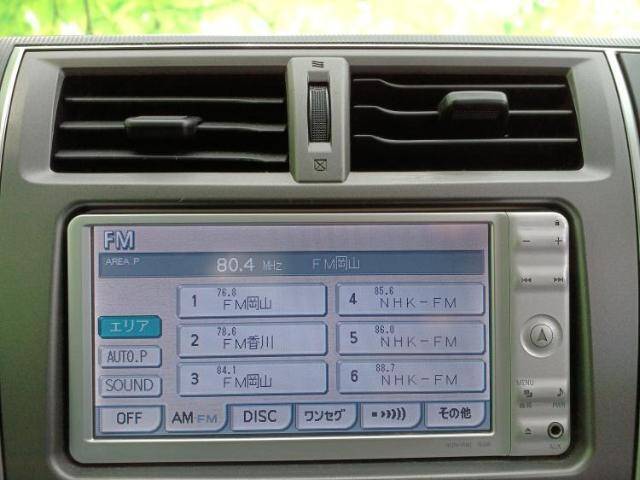 FM
AREA P 80.4 MHz FM岡山
1 76.8 FM岡山
4 85.6 NHK-FM
エリア
2 78.6 FM香川
5 86.0 NHK-FM
AUTO.P
3 84.1 FM岡山
6 88.7 NHK-FM
SOUND
OFF AM FM DISC ワンセグ その他
MENU
AUX